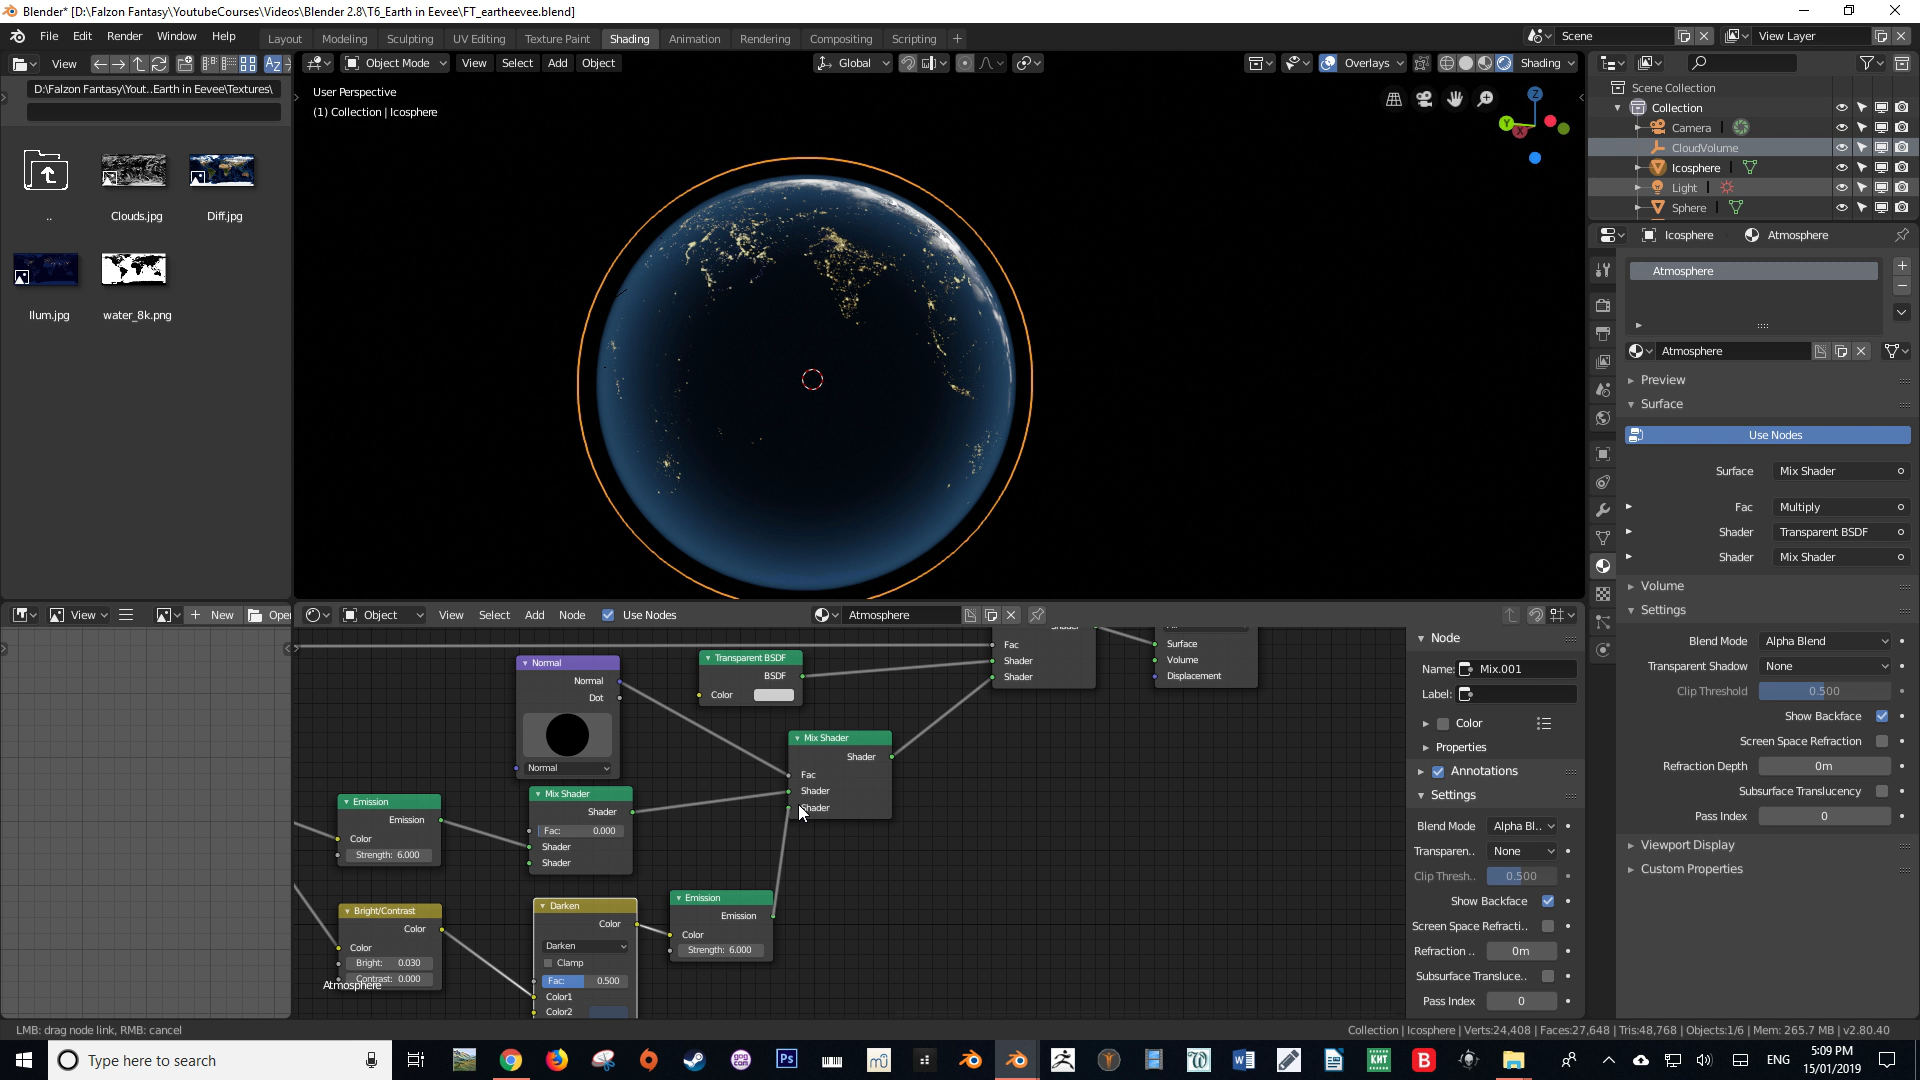 Blender* [D:\Falzon Fantasy\YoutubeCourses\Videos\Blender 2.8\T6_Earth in Eevee\FT_eartheevee.blend]
File Edit Render Window Help Layout Modeling Sculpting UV Editing Texture Paint Shading Animation Rendering Compositing Scripting + Scene View Layer
View Az Object Mode View Select Add Object Global Overlays Shading
D:\Falzon Fantasy\Yout..Earth in Eevee\Textures\
..
Clouds.jpg
Diff.jpg
Ilum.jpg
water_8k.png
User Perspective
(1) Collection | Icosphere
Z
Y
X
Scene Collection
Collection
Camera
CloudVolume
Icosphere
Light
Sphere
Icosphere Atmosphere
Atmosphere
Atmosphere
Preview
Surface
Use Nodes
Surface Mix Shader
Fac Multiply
Shader Transparent BSDF
Shader Mix Shader
Volume
Settings
Blend Mode Alpha Blend
Transparent Shadow None
Clip Threshold 0.500
Show Backface
Screen Space Refraction
Refraction Depth 0m
Subsurface Translucency
Pass Index 0
Viewport Display
Custom Properties
View + New Open
Object View Select Add Node Use Nodes Atmosphere
Normal
Normal
Dot
Normal
Transparent BSDF
BSDF
Color
Fac
Shader
Shader
Surface
Volume
Displacement
Mix Shader
Shader
Fac
Shader
Shader
Emission
Emission
Color
Strength: 6.000
Mix Shader
Shader
Fac: 0.000
Shader
Shader
Bright/Contrast
Color
Color
Bright: 0.030
Contrast: 0.000
Atmosphere
Darken
Color
Darken
Clamp
Fac: 0.500
Color1
Color2
Emission
Emission
Color
Strength: 6.000
Node
Name: Mix.001
Label:
Color
Properties
Annotations
Settings
Blend Mode Alpha Bl..
Transparen.. None
Clip Thresh.. 0.500
Show Backface
Screen Space Refracti..
Refraction .. 0m
Subsurface Transluce..
Pass Index 0
LMB: drag node link, RMB: cancel
Collection | Icosphere | Verts:24,408 | Faces:27,648 | Tris:48,768 | Objects:1/6 | Mem: 265.7 MB | v2.80.40
Type here to search
Ps
KHT
B
ENG
5:09 PM
15/01/2019